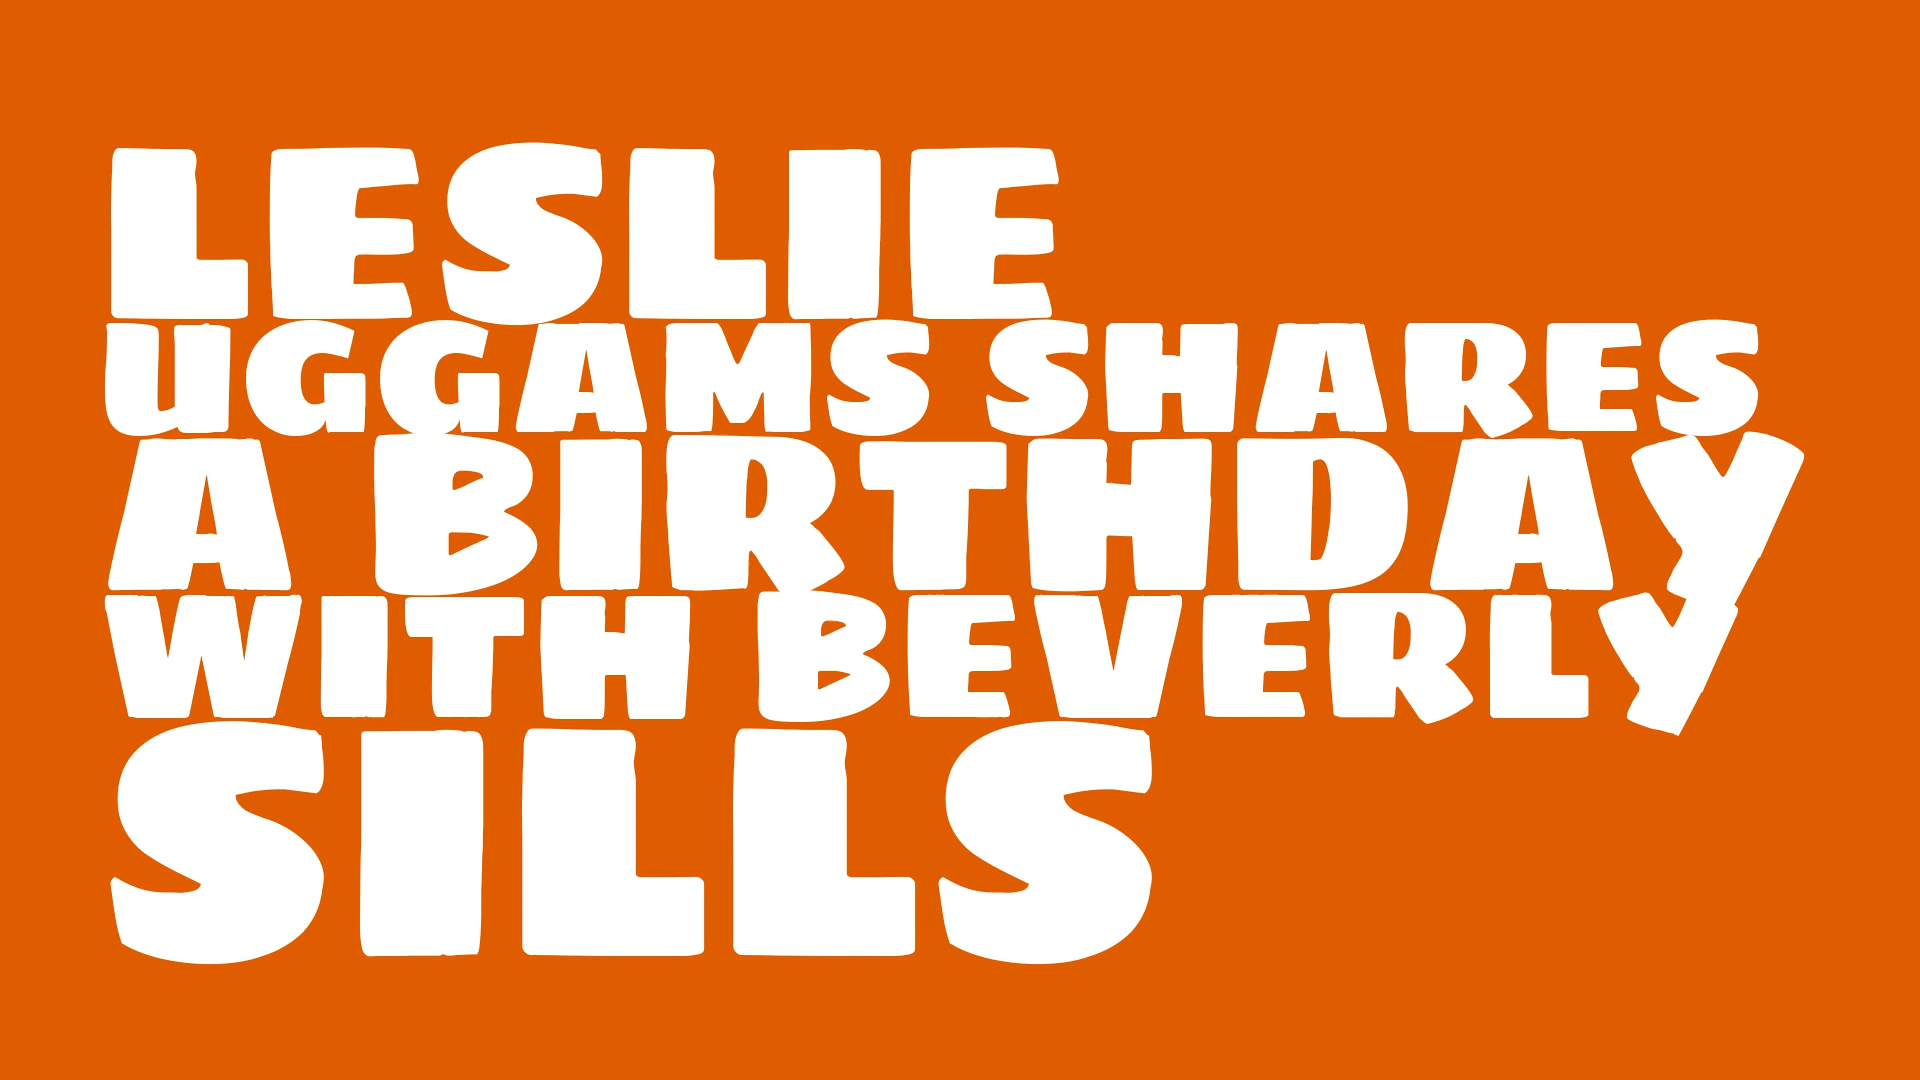 LESLIE
UGGAMS SHARES
A BIRTHDAY
WITH BEVERLY
SILLS